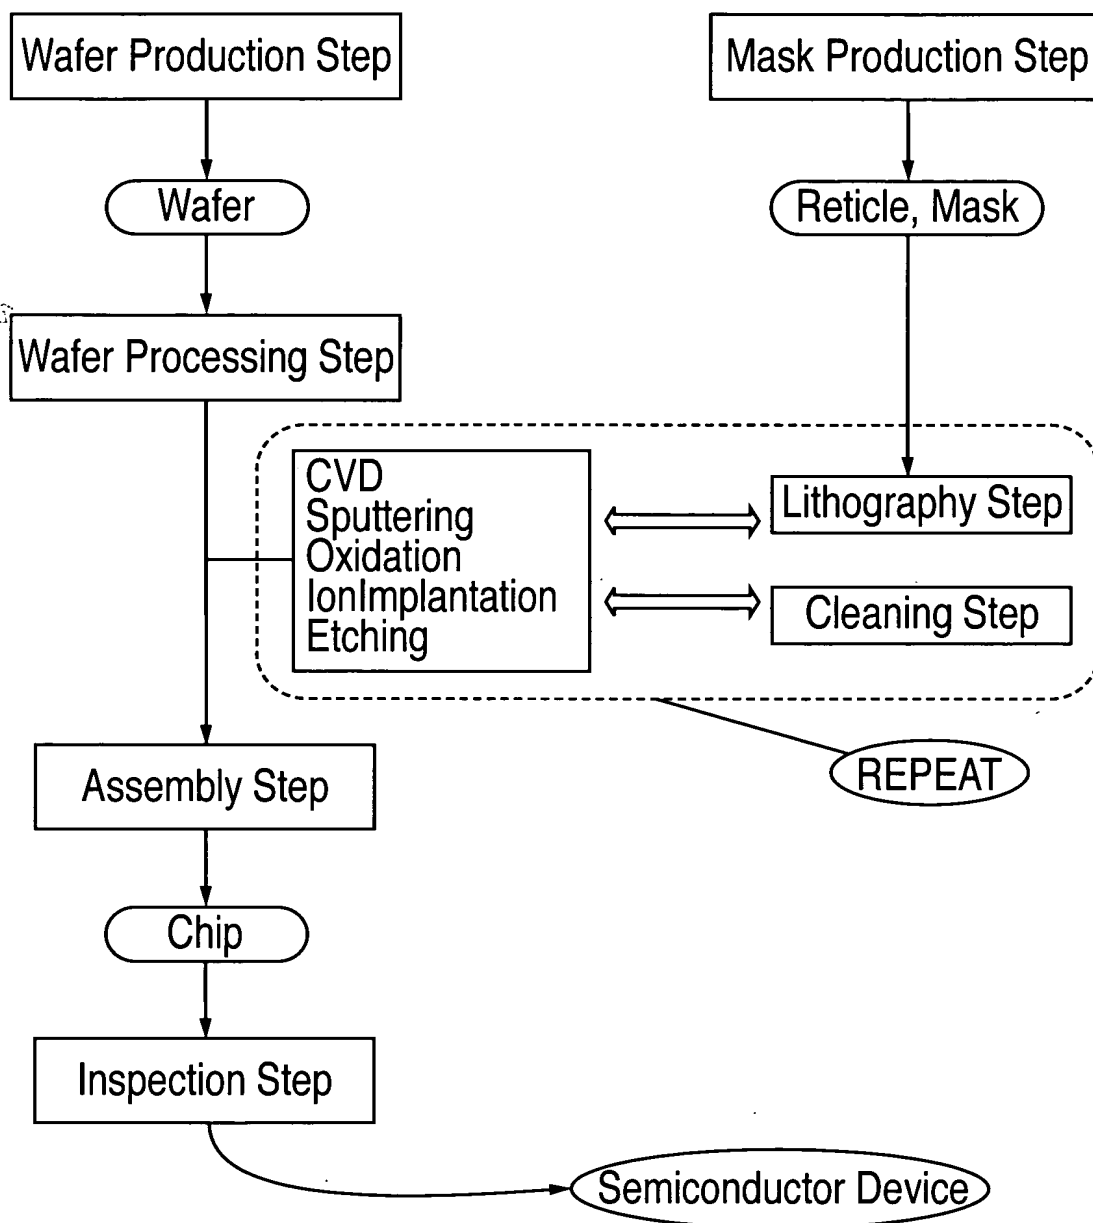 Wafer Production Step
Mask Production Step
Wafer
Reticle, Mask
Wafer Processing Step
CVD
Sputtering
Oxidation
IonImplantation
Etching
Lithography Step
Cleaning Step
REPEAT
Assembly Step
Chip
Inspection Step
Semiconductor Device